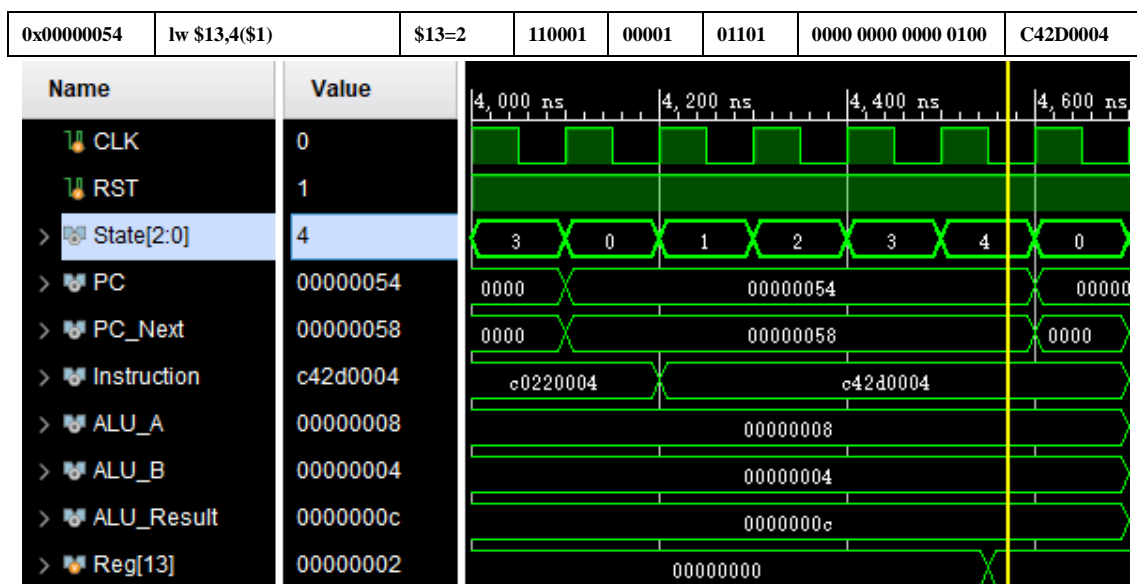 0x00000054 lw $13,4($1) $13=2 110001 00001 01101 0000 0000 0000 0100 C42D0004
Name Value 4,000 ns 4,200 ns 4,400 ns 4,600 ns
CLK 0
RST 1
State[2:0] 4 3 0 1 2 3 4 0
PC 00000054 0000 00000054 00000
PC_Next 00000058 0000 00000058 0000
Instruction c42d0004 c0220004 c42d0004
ALU_A 00000008 00000008
ALU_B 00000004 00000004
ALU_Result 0000000c 0000000c
Reg[13] 00000002 00000000